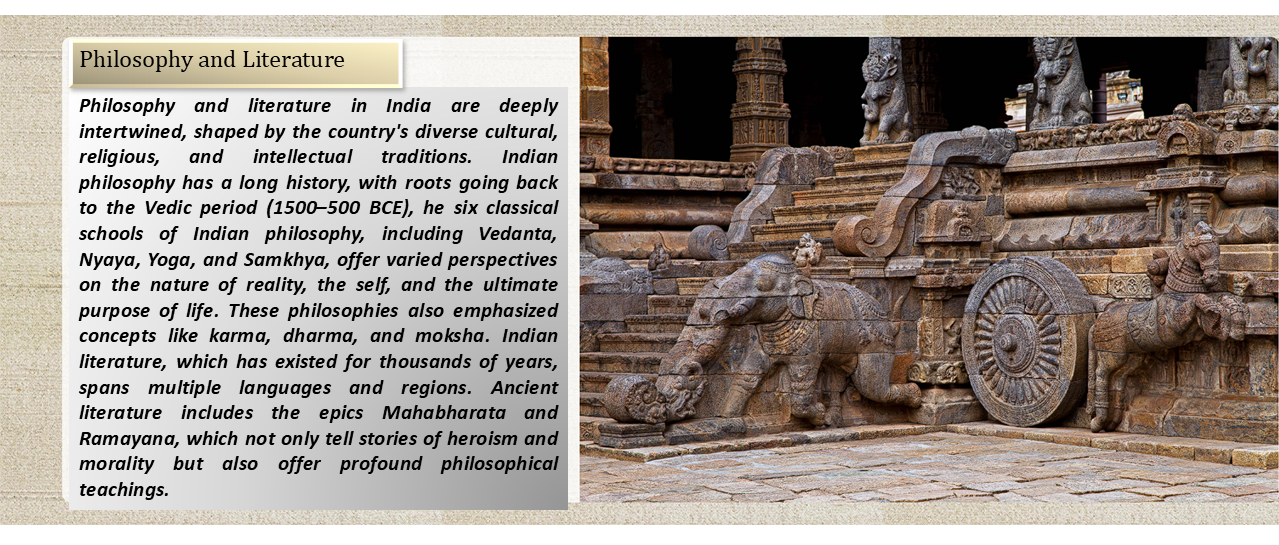 Philosophy and Literature
Philosophy and literature in India are deeply
intertwined, shaped by the country's diverse cultural,
religious, and intellectual traditions. Indian
philosophy has a long history, with roots going back
to the Vedic period (1500–500 BCE), he six classical
schools of Indian philosophy, including Vedanta,
Nyaya, Yoga, and Samkhya, offer varied perspectives
on the nature of reality, the self, and the ultimate
purpose of life. These philosophies also emphasized
concepts like karma, dharma, and moksha. Indian
literature, which has existed for thousands of years,
spans multiple languages and regions. Ancient
literature includes the epics Mahabharata and
Ramayana, which not only tell stories of heroism and
morality but also offer profound philosophical
teachings.